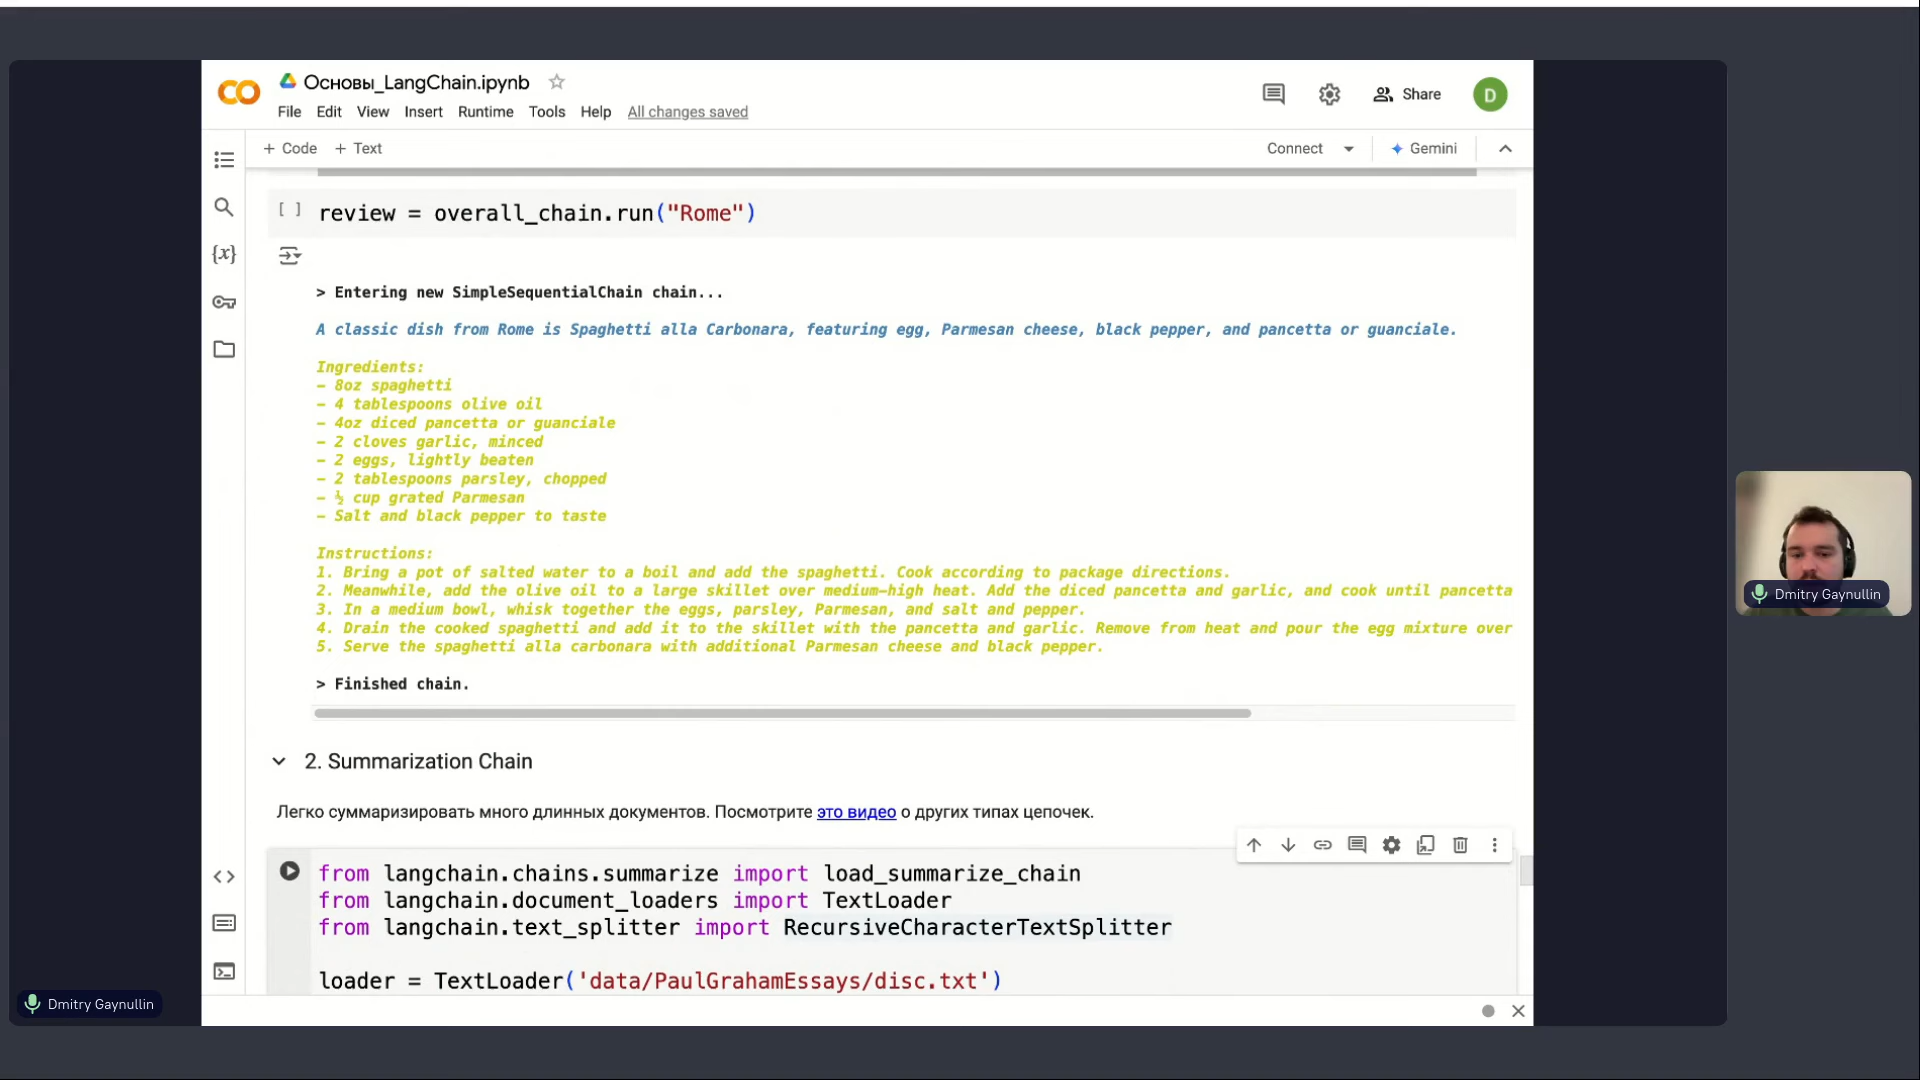 Основы_LangChain.ipynb
File Edit View Insert Runtime Tools Help All changes saved
Share
D
+ Code + Text
Connect
Gemini
[ ] review = overall_chain.run("Rome")
> Entering new SimpleSequentialChain chain...
A classic dish from Rome is Spaghetti alla Carbonara, featuring egg, Parmesan cheese, black pepper, and pancetta or guanciale.
Ingredients:
- 8oz spaghetti
- 4 tablespoons olive oil
- 4oz diced pancetta or guanciale
- 2 cloves garlic, minced
- 2 eggs, lightly beaten
- 2 tablespoons parsley, chopped
- ½ cup grated Parmesan
- Salt and black pepper to taste
Instructions:
1. Bring a pot of salted water to a boil and add the spaghetti. Cook according to package directions.
2. Meanwhile, add the olive oil to a large skillet over medium-high heat. Add the diced pancetta and garlic, and cook until pancetta
3. In a medium bowl, whisk together the eggs, parsley, Parmesan, and salt and pepper.
4. Drain the cooked spaghetti and add it to the skillet with the pancetta and garlic. Remove from heat and pour the egg mixture over
5. Serve the spaghetti alla carbonara with additional Parmesan cheese and black pepper.
> Finished chain.
2. Summarization Chain
Легко суммаризировать много длинных документов. Посмотрите это видео о других типах цепочек.
from langchain.chains.summarize import load_summarize_chain
from langchain.document_loaders import TextLoader
from langchain.text_splitter import RecursiveCharacterTextSplitter
loader = TextLoader('data/PaulGrahamEssays/disc.txt')
Dmitry Gaynullin
Dmitry Gaynullin